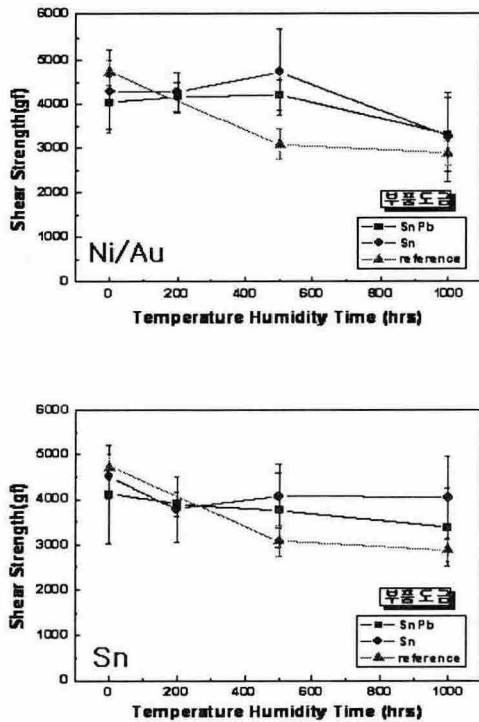 6000
5000
4000
3000
2000
1000
0
Shear Strength(gf)
Ni/Au
부품도금
SnPb
Sn
reference
0 200 400 600 800 1000
Temperature Humidity Time (hrs)
6000
5000
4000
3000
2000
1000
0
Shear Strength(gf)
Sn
부품도금
SnPb
Sn
reference
0 200 400 600 800 1000
Temperature Humidity Time (hrs)